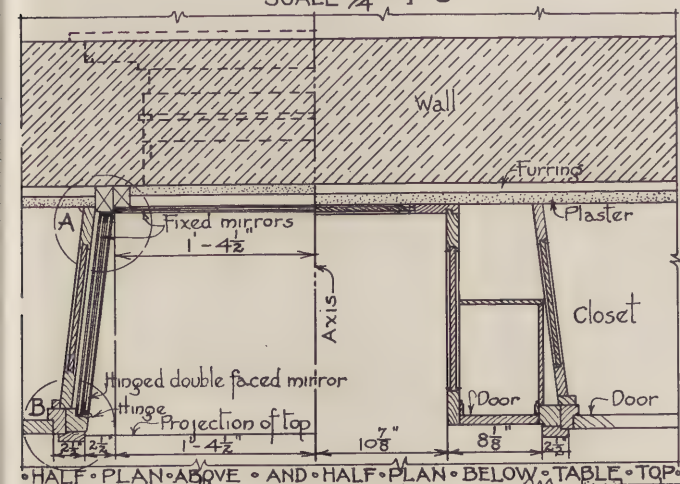 SCALE
Wall
Furring
A
Fixed mirrors
Plaster
1'-4½"
Axis
Closet
Hinged double faced mirror
B
Hinge
Door
Door
Projection of top
2½" 2½" 1'-4½" 10⅞" 8⅛" 2½"
•HALF•PLAN•ABOVE•AND•HALF•PLAN•BELOW•TABLE•TOP•